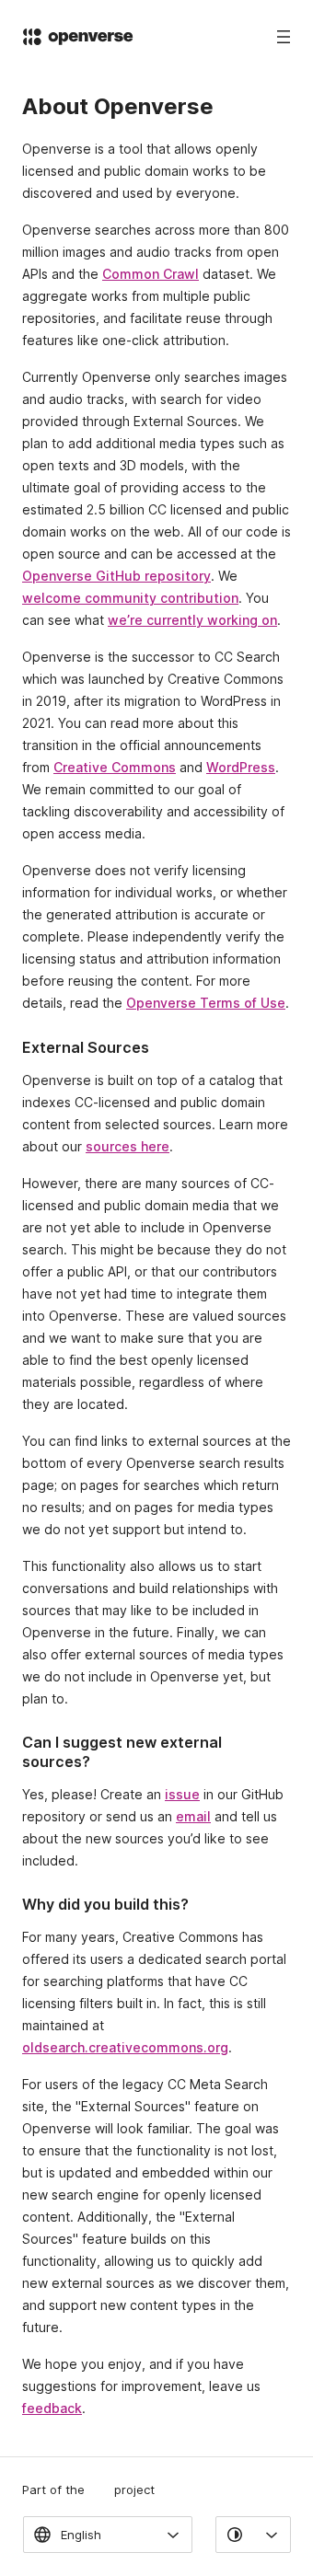 openverse
About Openverse
Openverse is a tool that allows openly
licensed and public domain works to be
discovered and used by everyone.
Openverse searches across more than 800
million images and audio tracks from open
APIs and the Common Crawl dataset. We
aggregate works from multiple public
repositories, and facilitate reuse through
features like one-click attribution.
Currently Openverse only searches images
and audio tracks, with search for video
provided through External Sources. We
plan to add additional media types such as
open texts and 3D models, with the
ultimate goal of providing access to the
estimated 2.5 billion CC licensed and public
domain works on the web. All of our code is
open source and can be accessed at the
Openverse GitHub repository. We
welcome community contribution. You
can see what we’re currently working on.
Openverse is the successor to CC Search
which was launched by Creative Commons
in 2019, after its migration to WordPress in
2021. You can read more about this
transition in the official announcements
from Creative Commons and WordPress.
We remain committed to our goal of
tackling discoverability and accessibility of
open access media.
Openverse does not verify licensing
information for individual works, or whether
the generated attribution is accurate or
complete. Please independently verify the
licensing status and attribution information
before reusing the content. For more
details, read the Openverse Terms of Use.
External Sources
Openverse is built on top of a catalog that
indexes CC-licensed and public domain
content from selected sources. Learn more
about our sources here.
However, there are many sources of CC-
licensed and public domain media that we
are not yet able to include in Openverse
search. This might be because they do not
offer a public API, or that our contributors
have not yet had time to integrate them
into Openverse. These are valued sources
and we want to make sure that you are
able to find the best openly licensed
materials possible, regardless of where
they are located.
You can find links to external sources at the
bottom of every Openverse search results
page; on pages for searches which return
no results; and on pages for media types
we do not yet support but intend to.
This functionality also allows us to start
conversations and build relationships with
sources that may like to be included in
Openverse in the future. Finally, we can
also offer external sources of media types
we do not include in Openverse yet, but
plan to.
Can I suggest new external
sources?
Yes, please! Create an issue in our GitHub
repository or send us an email and tell us
about the new sources you’d like to see
included.
Why did you build this?
For many years, Creative Commons has
offered its users a dedicated search portal
for searching platforms that have CC
licensing filters built in. In fact, this is still
maintained at
oldsearch.creativecommons.org.
For users of the legacy CC Meta Search
site, the "External Sources" feature on
Openverse will look familiar. The goal was
to ensure that the functionality is not lost,
but is updated and embedded within our
new search engine for openly licensed
content. Additionally, the "External
Sources" feature builds on this
functionality, allowing us to quickly add
new external sources as we discover them,
and support new content types in the
future.
We hope you enjoy, and if you have
suggestions for improvement, leave us
feedback.
Part of the project
English